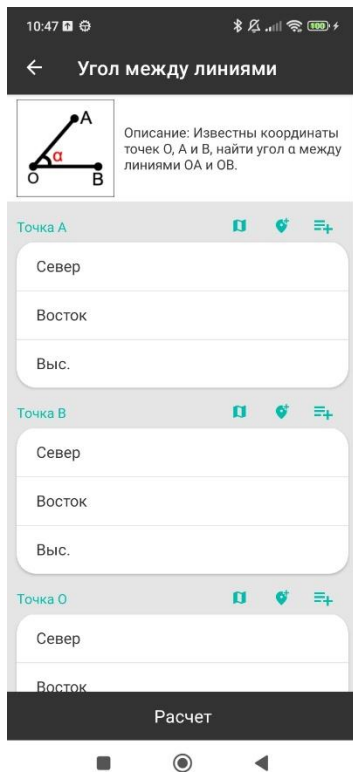 10:47
100
Угол между линиями
A
α
O
B
Описание: Известны координаты
точек O, A и B, найти угол α между
линиями OA и OB.
Точка A
Север
Восток
Выс.
Точка B
Север
Восток
Выс.
Точка O
Север
Восток
Расчет